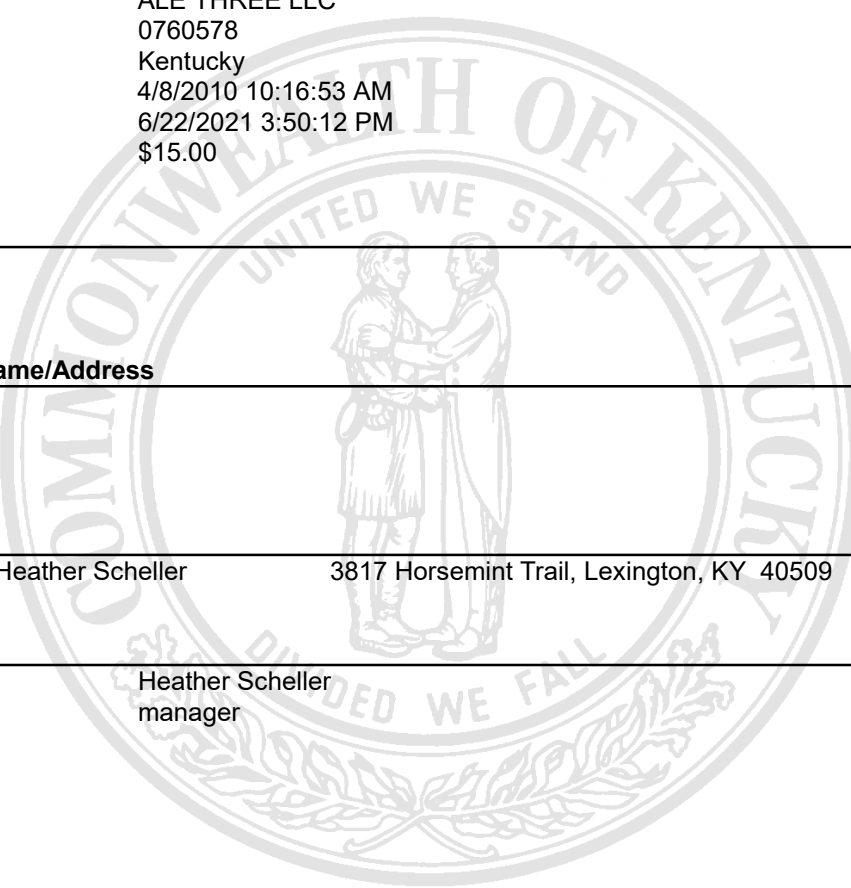 ALE THREE LLC
0760578
Kentucky
4/8/2010 10:16:53 AM
6/22/2021 3:50:12 PM
$15.00
COMMONWEALTH OF KENTUCKY
UNITED WE STAND
ame/Address
Heather Scheller 3817 Horsemint Trail, Lexington, KY 40509
DIVIDED WE FALL
Heather Scheller
manager